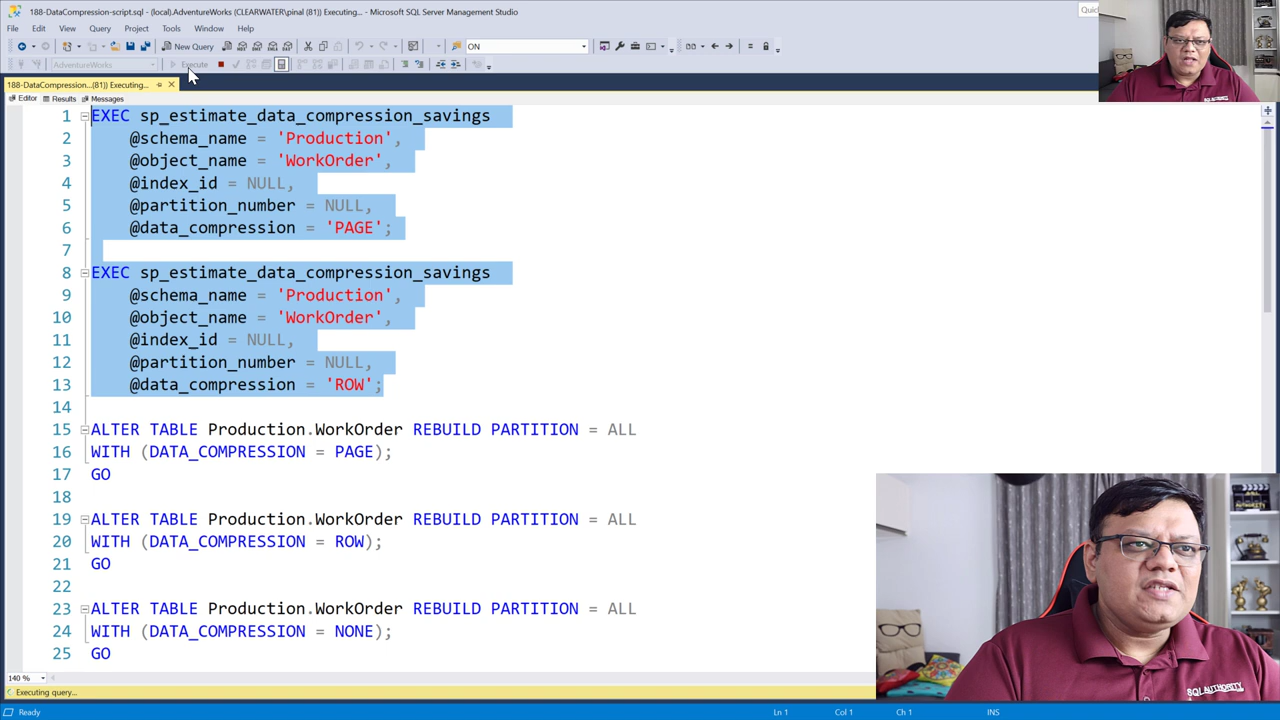 188-DataCompression-script.sql - (local).AdventureWorks (CLEARWATER\pinal (81)) Executing... - Microsoft SQL Server Management Studio
Quic
File Edit View Query Project Tools Window Help
New Query
ON
AdventureWorks
Execute
188-DataCompression...(81)) Executing...
Editor Results Messages
1 EXEC sp_estimate_data_compression_savings
2 @schema_name = 'Production',
3 @object_name = 'WorkOrder',
4 @index_id = NULL,
5 @partition_number = NULL,
6 @data_compression = 'PAGE';
7
8 EXEC sp_estimate_data_compression_savings
9 @schema_name = 'Production',
10 @object_name = 'WorkOrder',
11 @index_id = NULL,
12 @partition_number = NULL,
13 @data_compression = 'ROW';
14
15 ALTER TABLE Production.WorkOrder REBUILD PARTITION = ALL
16 WITH (DATA_COMPRESSION = PAGE);
17 GO
18
19 ALTER TABLE Production.WorkOrder REBUILD PARTITION = ALL
20 WITH (DATA_COMPRESSION = ROW);
21 GO
22
23 ALTER TABLE Production.WorkOrder REBUILD PARTITION = ALL
24 WITH (DATA_COMPRESSION = NONE);
25 GO
140 %
Executing query...
Ready
Ln 1 Col 1 Ch 1 INS
SQLAUTHORITY